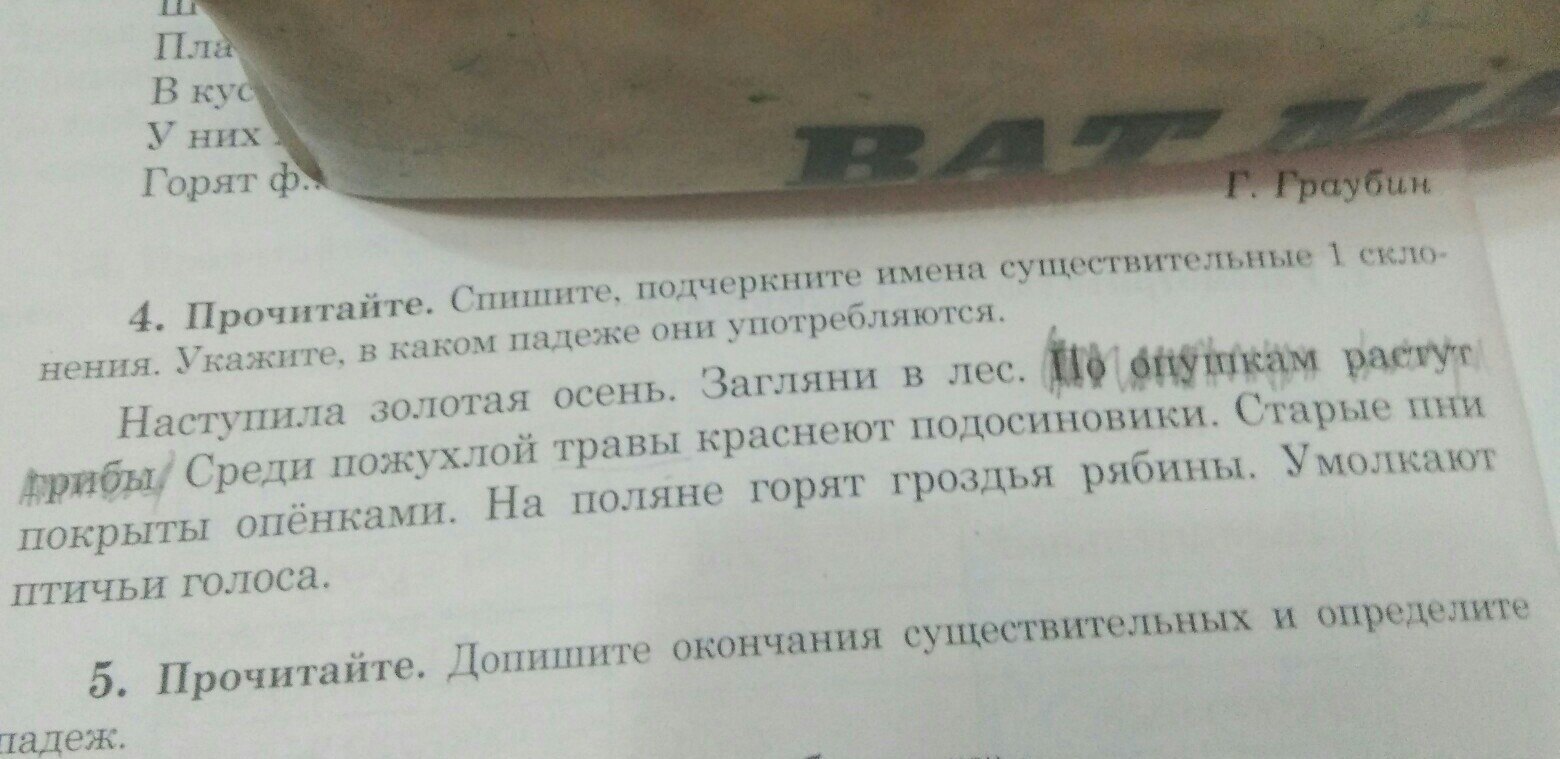 Ш
Пла
В кус
У них
Горят ф..
ВАТ
Г. Граубин
4. Прочитайте. Спишите, подчеркните имена существительные 1 скло-
нения. Укажите, в каком падеже они употребляются.
Наступила золотая осень. Загляни в лес. По опушкам растут
грибы. Среди пожухлой травы краснеют подосиновики. Старые пни
покрыты опёнками. На поляне горят гроздья рябины. Умолкают
птичьи голоса.
5. Прочитайте. Допишите окончания существительных и определите
падеж.